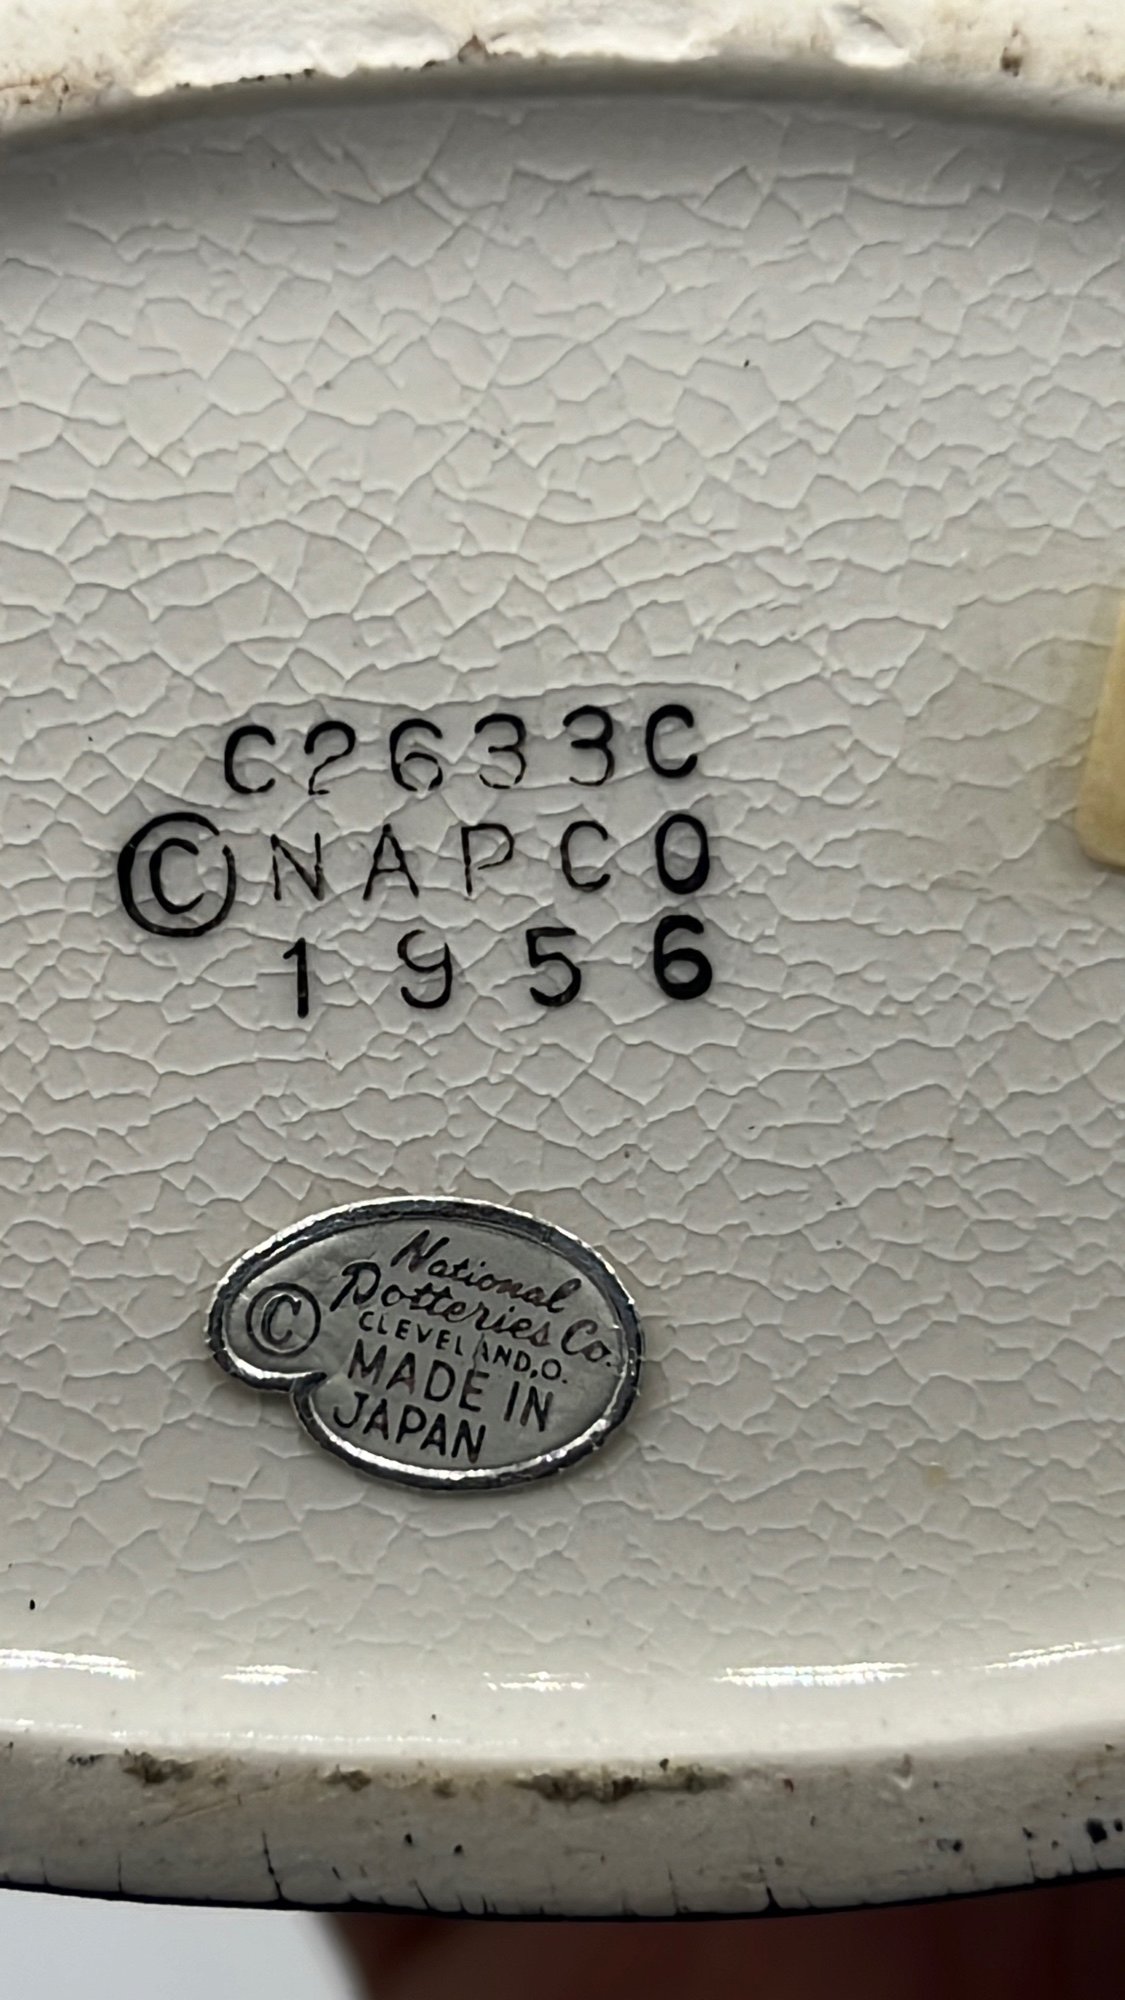 C2633C
© NAPCO
1956
National
Potteries Co.
©
CLEVELAND, O.
MADE IN
JAPAN